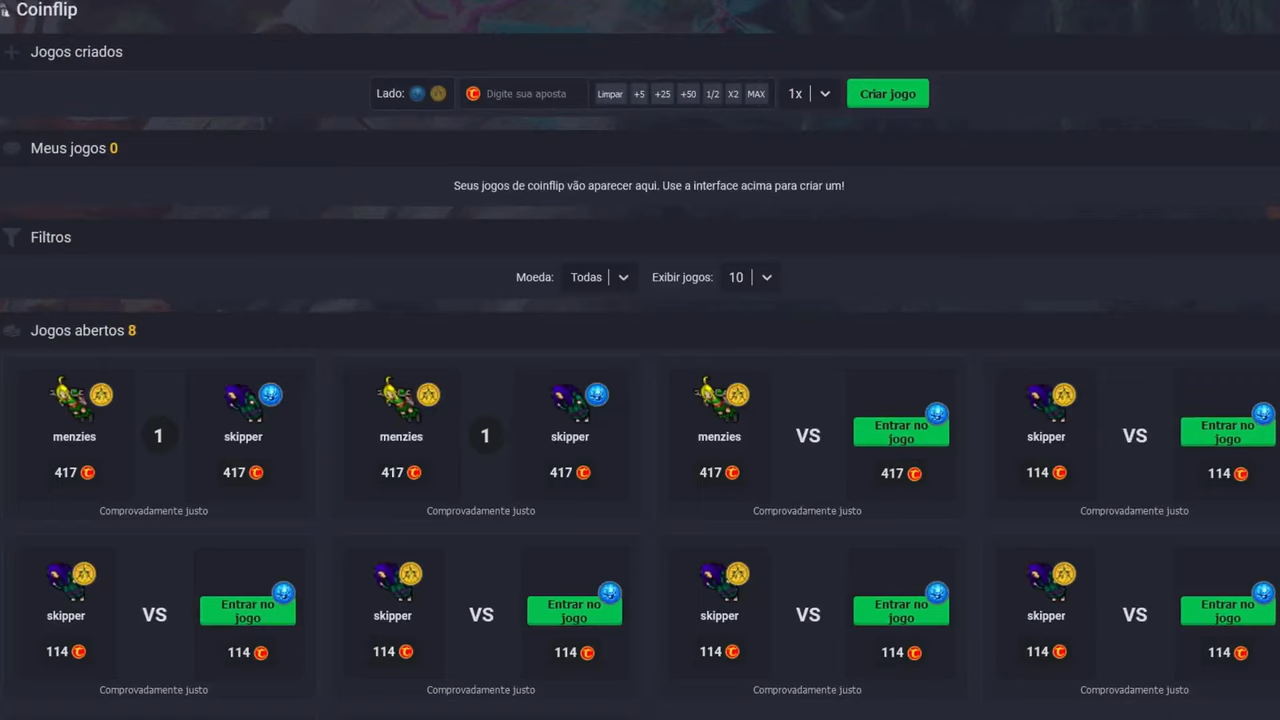 Coinflip
Jogos criados
Lado: Digite sua aposta Limpar +5 +25 +50 1/2 X2 MAX 1x Criar jogo
Meus jogos 0
Seus jogos de coinflip vão aparecer aqui. Use a interface acima para criar um!
Filtros
Moeda: Todas Exibir jogos: 10
Jogos abertos 8
menzies 1 skipper
417 417
Comprovadamente justo
menzies 1 skipper
417 417
Comprovadamente justo
menzies VS Entrar no
jogo
417 417
Comprovadamente justo
skipper VS Entrar no
jogo
114 114
Comprovadamente justo
skipper VS Entrar no
jogo
114 114
Comprovadamente justo
skipper VS Entrar no
jogo
114 114
Comprovadamente justo
skipper VS Entrar no
jogo
114 114
Comprovadamente justo
skipper VS Entrar no
jogo
114 114
Comprovadamente justo